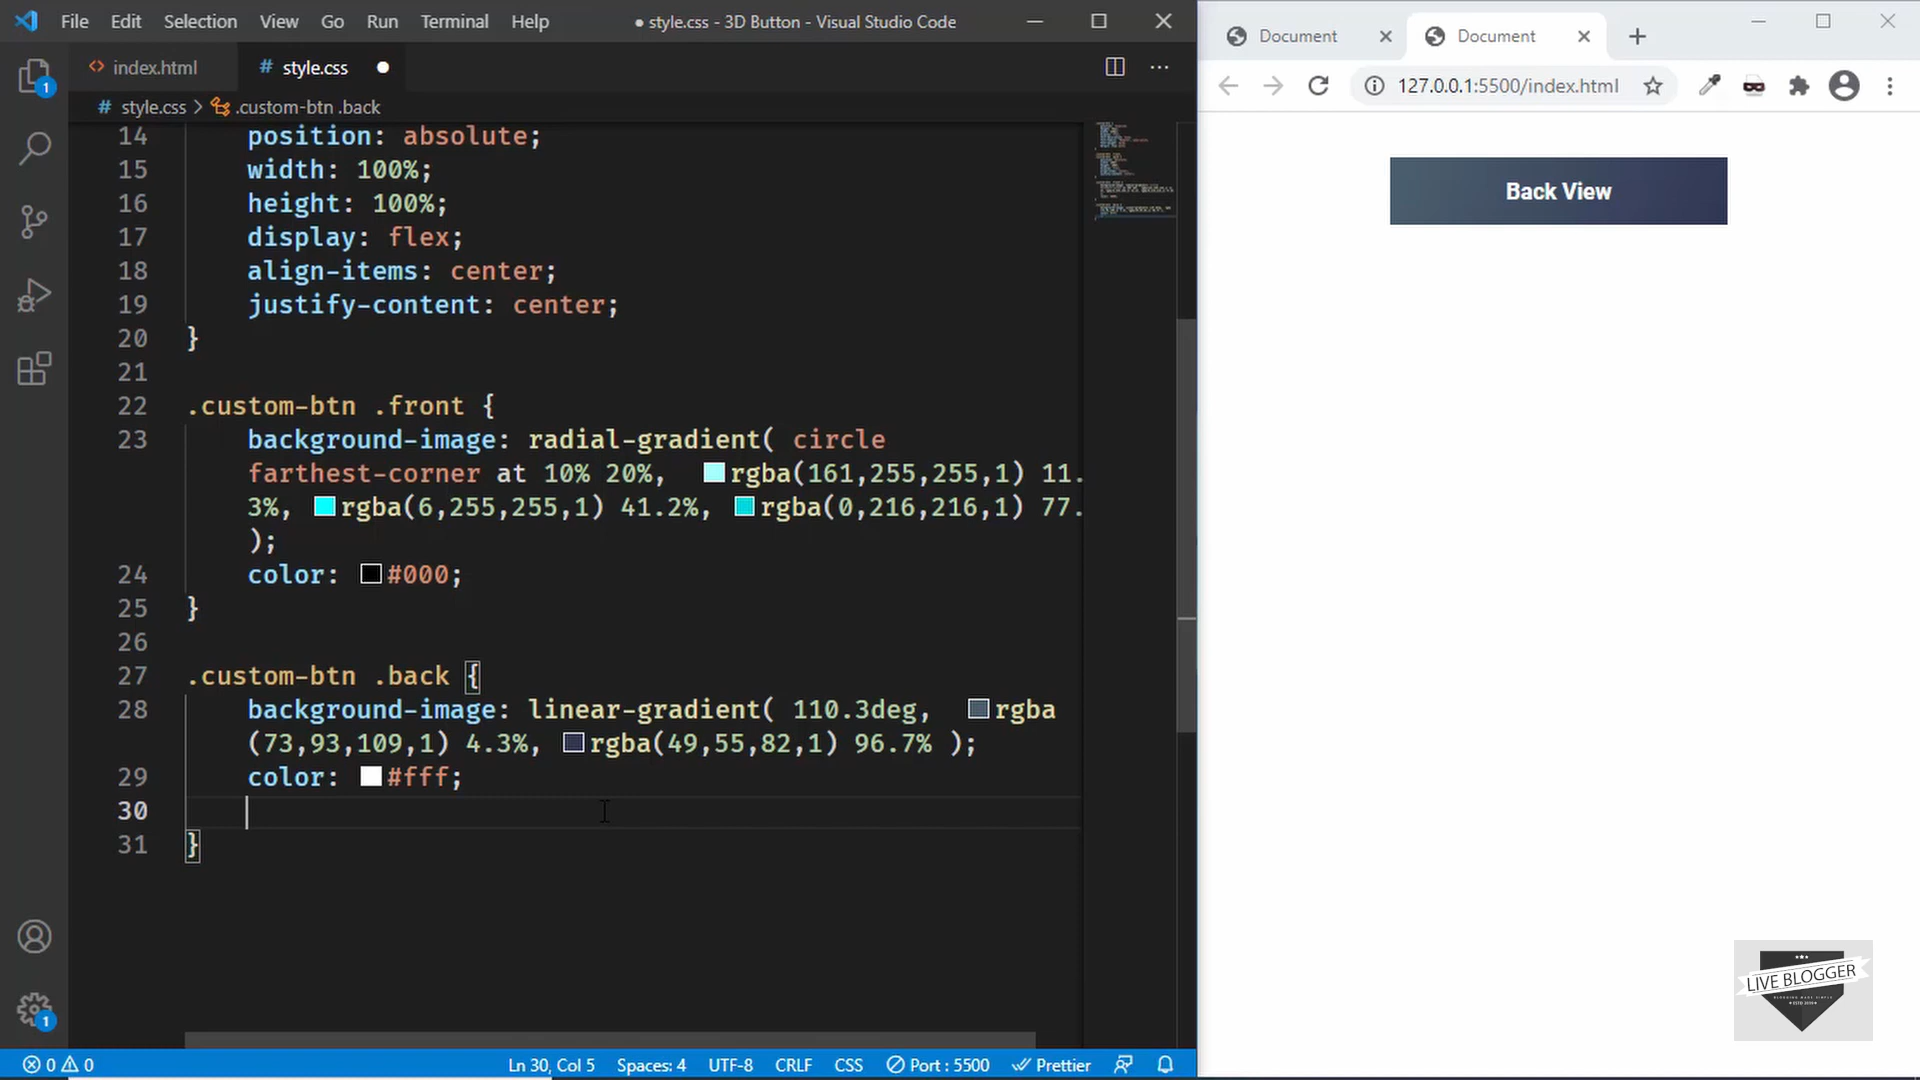 File Edit Selection View Go Run Terminal Help ● style.css - 3D Button - Visual Studio Code
index.html
# style.css
# style.css > .custom-btn .back
14 position: absolute;
15 width: 100%;
16 height: 100%;
17 display: flex;
18 align-items: center;
19 justify-content: center;
20 }
21
22 .custom-btn .front {
23 background-image: radial-gradient( circle
farthest-corner at 10% 20%, rgba(161,255,255,1) 11.
3%, rgba(6,255,255,1) 41.2%, rgba(0,216,216,1) 77.
);
24 color: #000;
25 }
26
27 .custom-btn .back {
28 background-image: linear-gradient( 110.3deg, rgba
(73,93,109,1) 4.3%, rgba(49,55,82,1) 96.7% );
29 color: #fff;
30
31 }
1
1
0 0 Ln 30, Col 5 Spaces: 4 UTF-8 CRLF CSS Port : 5500 Prettier
Document
Document
127.0.0.1:5500/index.html
Back View
LIVE BLOGGER